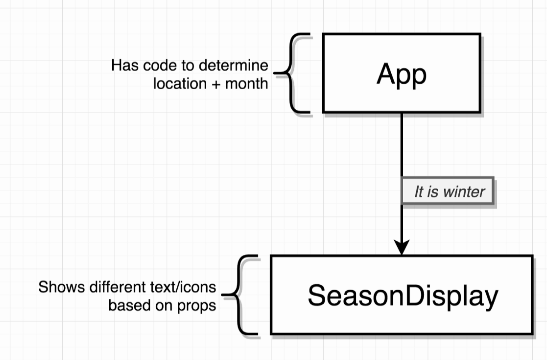 Has code to determine
location + month
App
It is winter
Shows different text/icons
based on props
SeasonDisplay